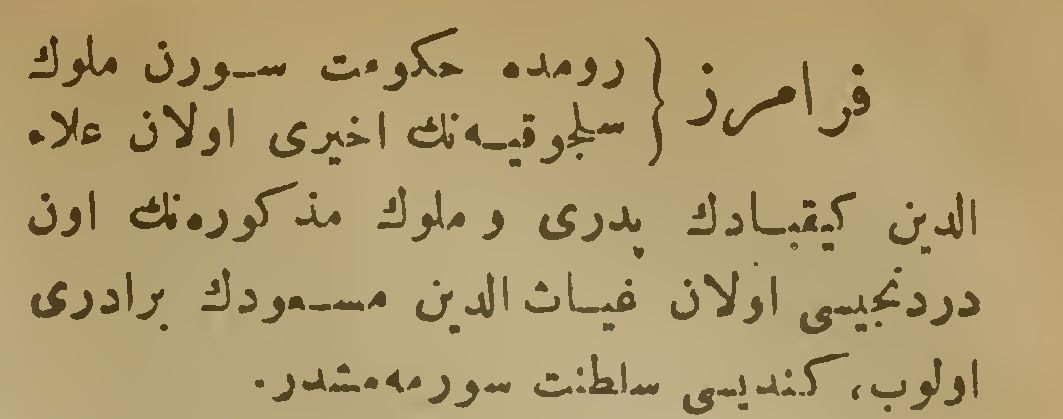 فرامرز { رومده حكومت سورن ملوك
سلجوقيه‌نك اخيرى اولان علاء
الدين كيقبادك پدرى و ملوك مذكوره‌نك اون
دردنجيسى اولان غياث الدين مسعودك برادرى
اولوب، كنديسى سلطنت سورمه‌مشدر.